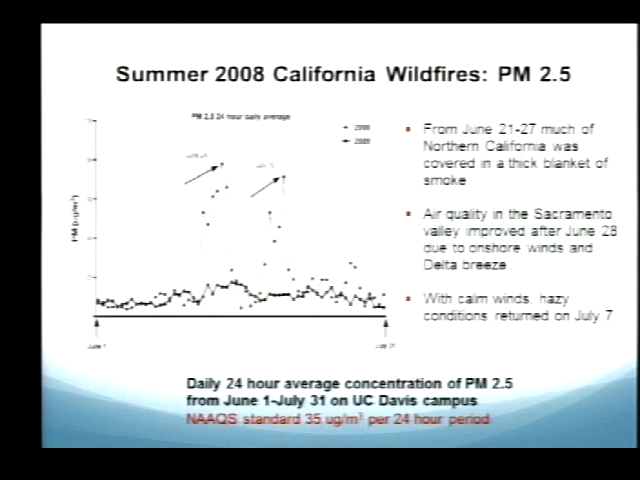 Summer 2008 California Wildfires: PM 2.5
PM 2.5 24 hour daily average
2008
2009
PM (µg/m³)
June 1
July 31
From June 21-27 much of
Northern California was
covered in a thick blanket of
smoke
Air quality in the Sacramento
valley improved after June 28
due to onshore winds and
Delta breeze
With calm winds, hazy
conditions returned on July 7
Daily 24 hour average concentration of PM 2.5
from June 1-July 31 on UC Davis campus
NAAQS standard 35 ug/m³ per 24 hour period